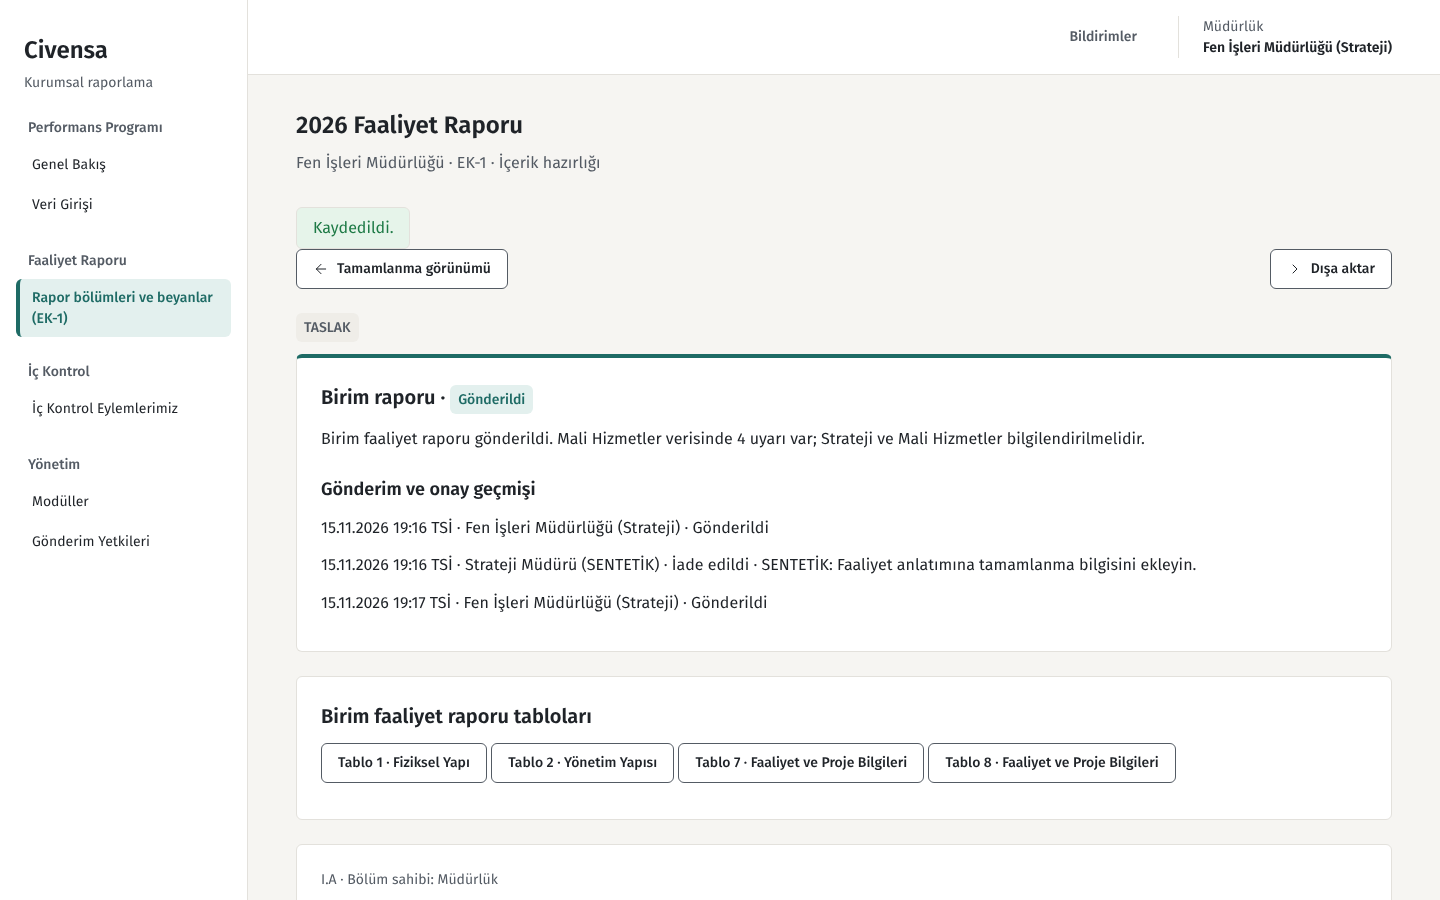 Civensa
Kurumsal raporlama
Performans Programı
Genel Bakış
Veri Girişi
Faaliyet Raporu
Rapor bölümleri ve beyanlar
(EK-1)
İç Kontrol
İç Kontrol Eylemlerimiz
Yönetim
Modüller
Gönderim Yetkileri
Bildirimler
Müdürlük
Fen İşleri Müdürlüğü (Strateji)
2026 Faaliyet Raporu
Fen İşleri Müdürlüğü · EK-1 · İçerik hazırlığı
Kaydedildi.
Tamamlanma görünümü
Dışa aktar
TASLAK
Birim raporu · Gönderildi
Birim faaliyet raporu gönderildi. Mali Hizmetler verisinde 4 uyarı var; Strateji ve Mali Hizmetler bilgilendirilmelidir.
Gönderim ve onay geçmişi
15.11.2026 19:16 TSİ · Fen İşleri Müdürlüğü (Strateji) · Gönderildi
15.11.2026 19:16 TSİ · Strateji Müdürü (SENTETİK) · İade edildi · SENTETİK: Faaliyet anlatımına tamamlanma bilgisini ekleyin.
15.11.2026 19:17 TSİ · Fen İşleri Müdürlüğü (Strateji) · Gönderildi
Birim faaliyet raporu tabloları
Tablo 1 · Fiziksel Yapı
Tablo 2 · Yönetim Yapısı
Tablo 7 · Faaliyet ve Proje Bilgileri
Tablo 8 · Faaliyet ve Proje Bilgileri
I.A · Bölüm sahibi: Müdürlük